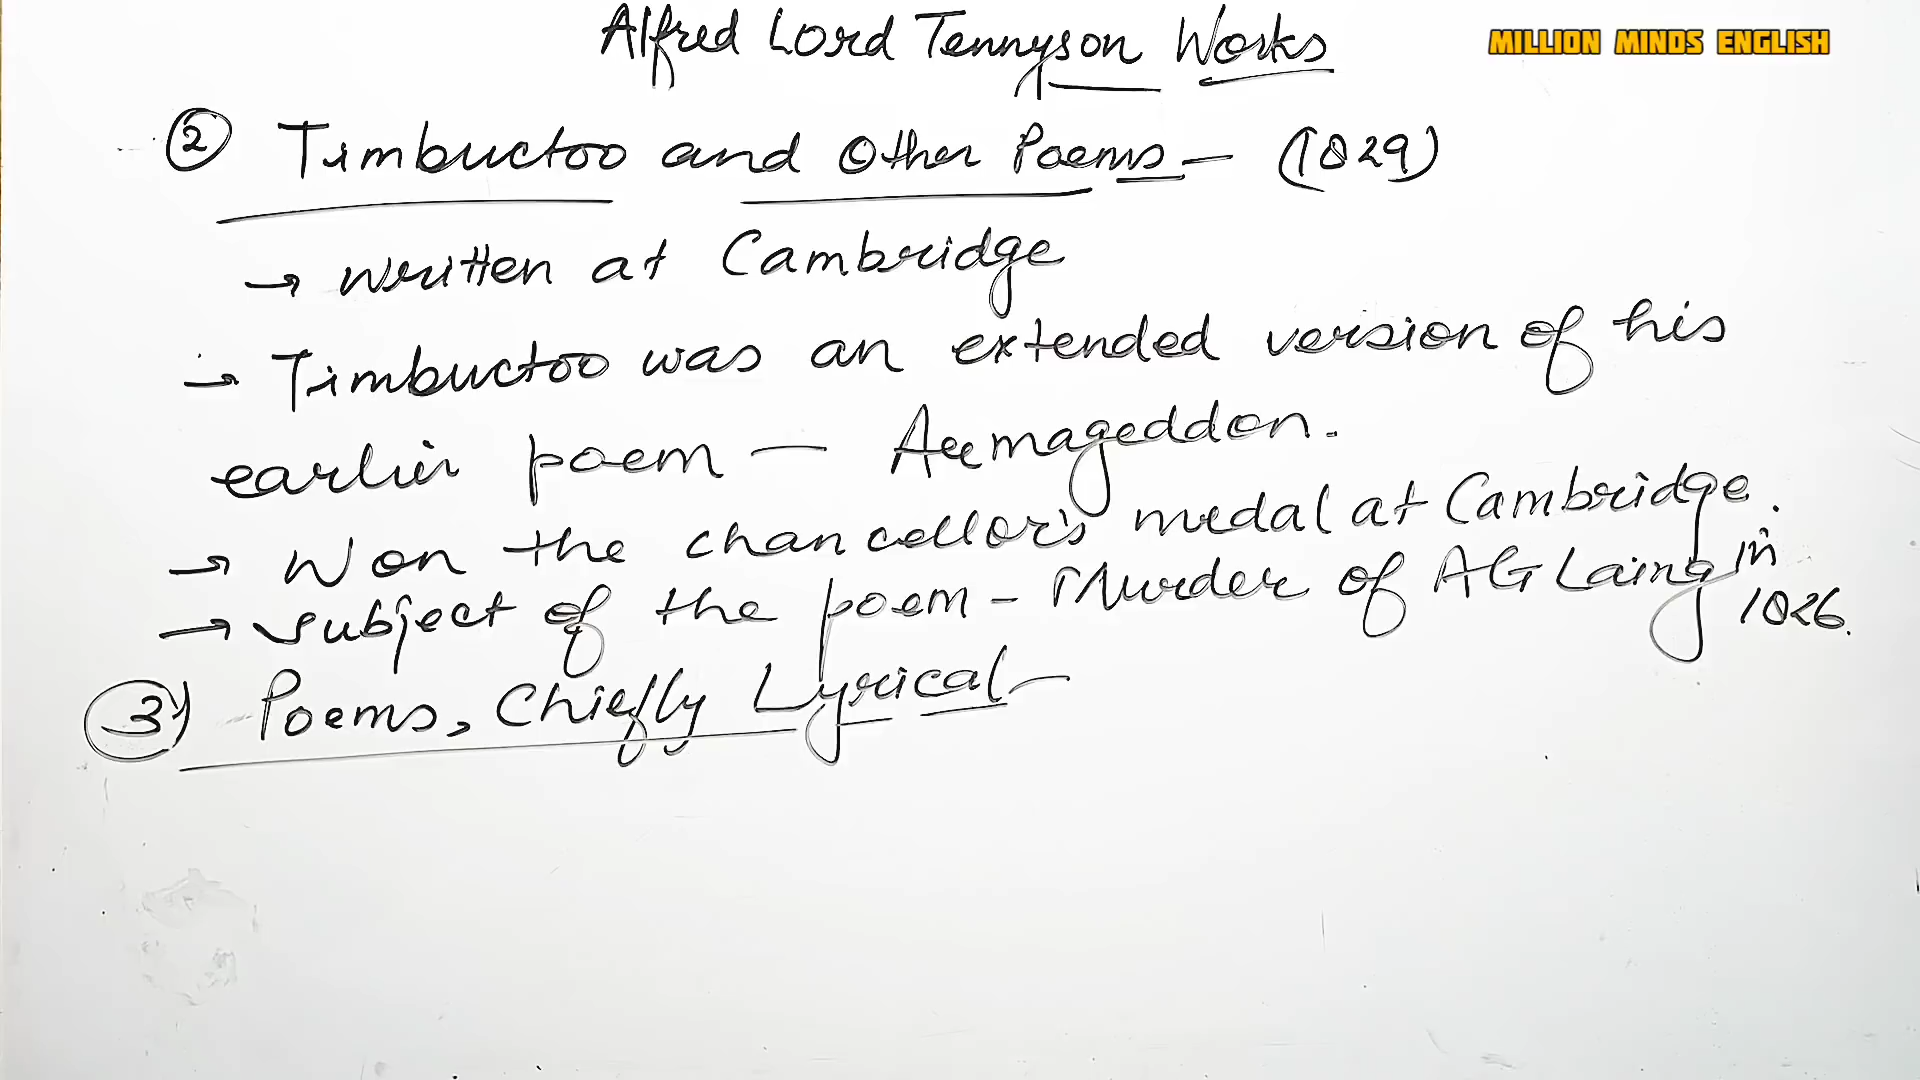 Alfred Lord Tennyson Works
MILLION MINDS ENGLISH
② Timbuctoo and Other Poems – (1829)
→ written at Cambridge
→ Timbuctoo was an extended version of his
earlier poem – Armageddon.
→ Won the chancellor's medal at Cambridge.
→ subject of the poem – Murder of AG Laing in
1826.
3) Poems, Chiefly Lyrical –